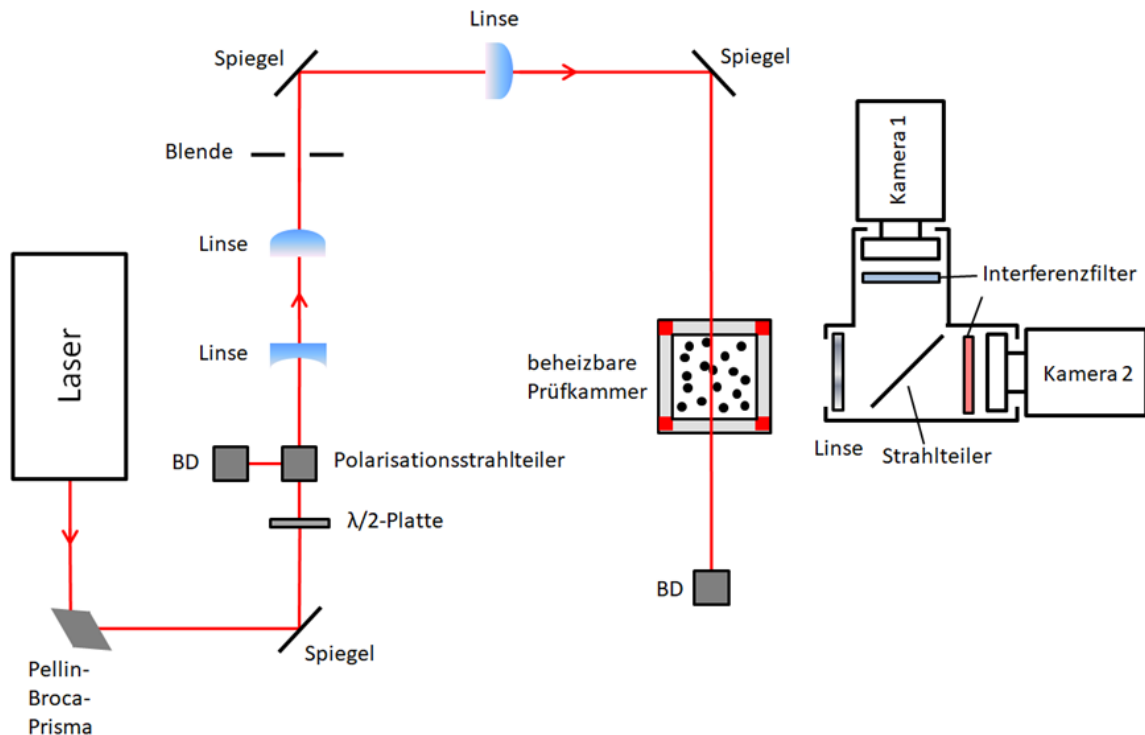 Linse
Spiegel
Spiegel
Kamera 1
Blende
Linse
Interferenzfilter
Laser
Linse
beheizbare
Prüfkammer
Kamera 2
Linse
Strahlteiler
BD
Polarisationsstrahlteiler
λ/2-Platte
BD
Spiegel
Pellin-
Broca-
Prisma